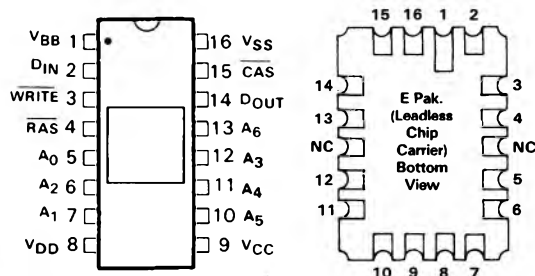 VBB 1
DIN 2
WRITE 3
RAS 4
A0 5
A2 6
A1 7
VDD 8
16 VSS
15 CAS
14 DOUT
13 A6
12 A3
11 A4
10 A5
9 VCC
15 16 1 2
14
13
NC
12
11
E Pak.
(Leadless
Chip
Carrier)
Bottom
View
3
4
NC
5
6
10 9 8 7